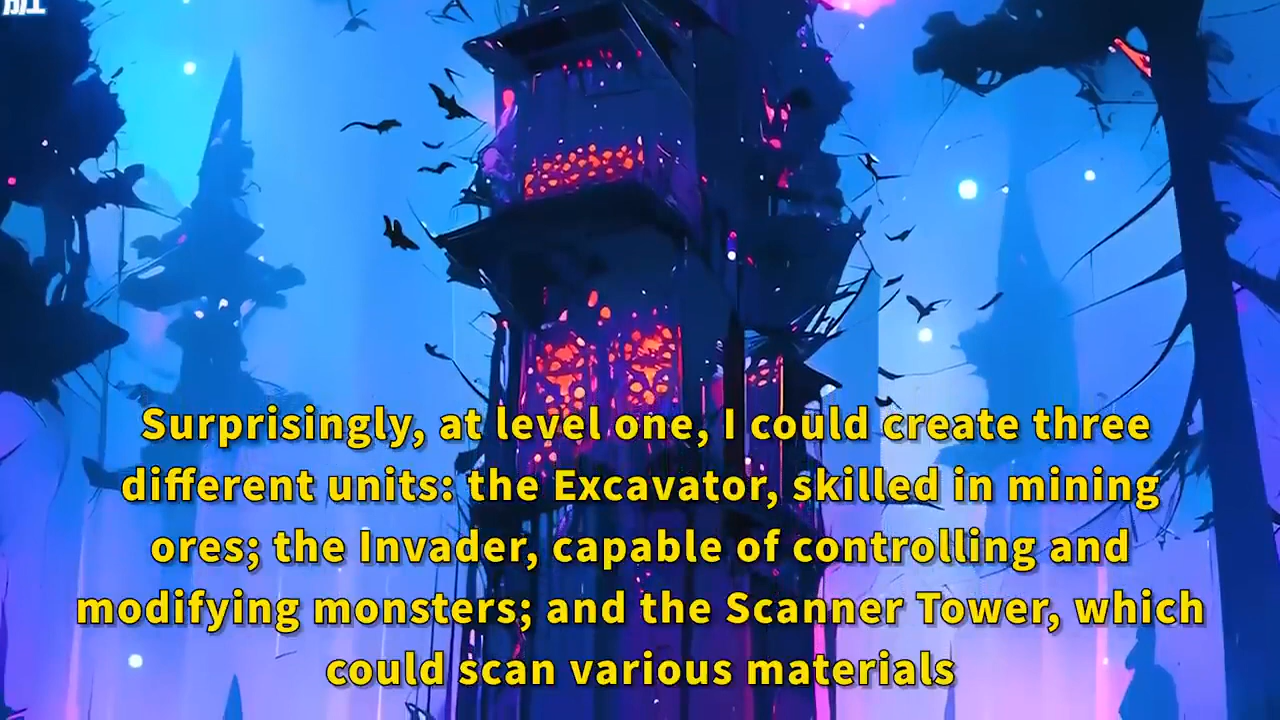 Surprisingly, at level one, I could create three
different units: the Excavator, skilled in mining
ores; the Invader, capable of controlling and
modifying monsters; and the Scanner Tower, which
could scan various materials